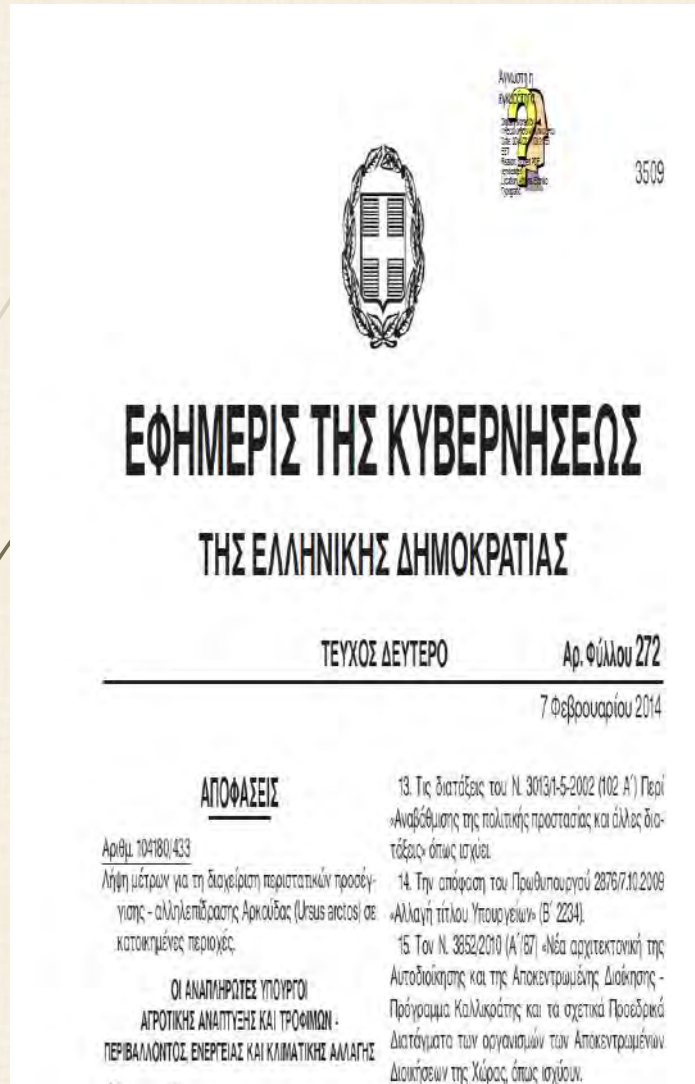 Άγνωστη η
εγκυρότητα
3509
ΕΦΗΜΕΡΙΣ ΤΗΣ ΚΥΒΕΡΝΗΣΕΩΣ
ΤΗΣ ΕΛΛΗΝΙΚΗΣ ΔΗΜΟΚΡΑΤΙΑΣ
ΤΕΥΧΟΣ ΔΕΥΤΕΡΟ
Αρ. Φύλλου 272
7 Φεβρουαρίου 2014
ΑΠΟΦΑΣΕΙΣ
Αριθμ. 104180/433
Λήψη μέτρων για τη διαχείριση περιστατικών προσέγ-
γισης - αλληλεπίδρασης Αρκούδας (Ursus arctos) σε
κατοικημένες περιοχές.
ΟΙ ΑΝΑΠΛΗΡΩΤΕΣ ΥΠΟΥΡΓΟΙ
ΑΓΡΟΤΙΚΗΣ ΑΝΑΠΤΥΞΗΣ ΚΑΙ ΤΡΟΦΙΜΩΝ -
ΠΕΡΙΒΑΛΛΟΝΤΟΣ, ΕΝΕΡΓΕΙΑΣ ΚΑΙ ΚΛΙΜΑΤΙΚΗΣ ΑΛΛΑΓΗΣ
13. Τις διατάξεις του Ν. 3013/1-5-2002 (102 Α΄) Περί
«Αναβάθμισης της πολιτικής προστασίας και άλλες δια-
τάξεις» όπως ισχύει.
14. Την απόφαση του Πρωθυπουργού 2876/7.10.2009
«Αλλαγή τίτλου Υπουργείων» (Β΄ 2234).
15. Τον Ν. 3852/2010 (Α΄/87) «Νέα αρχιτεκτονική της
Αυτοδιοίκησης και της Αποκεντρωμένης Διοίκησης -
Πρόγραμμα Καλλικράτης και τα σχετικά Προεδρικά
Διατάγματα των οργανισμών των Αποκεντρωμένων
Διοικήσεων της Χώρας, όπως ισχύουν.